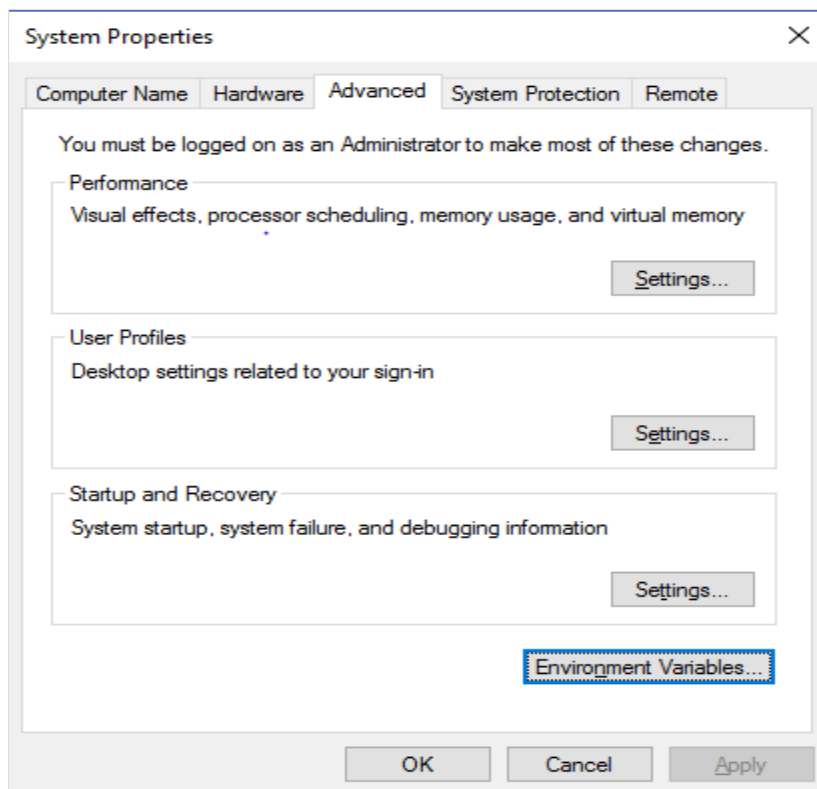 System Properties
Computer Name Hardware Advanced System Protection Remote
You must be logged on as an Administrator to make most of these changes.
Performance
Visual effects, processor scheduling, memory usage, and virtual memory
Settings...
User Profiles
Desktop settings related to your sign-in
Settings...
Startup and Recovery
System startup, system failure, and debugging information
Settings...
Environment Variables...
OK Cancel Apply